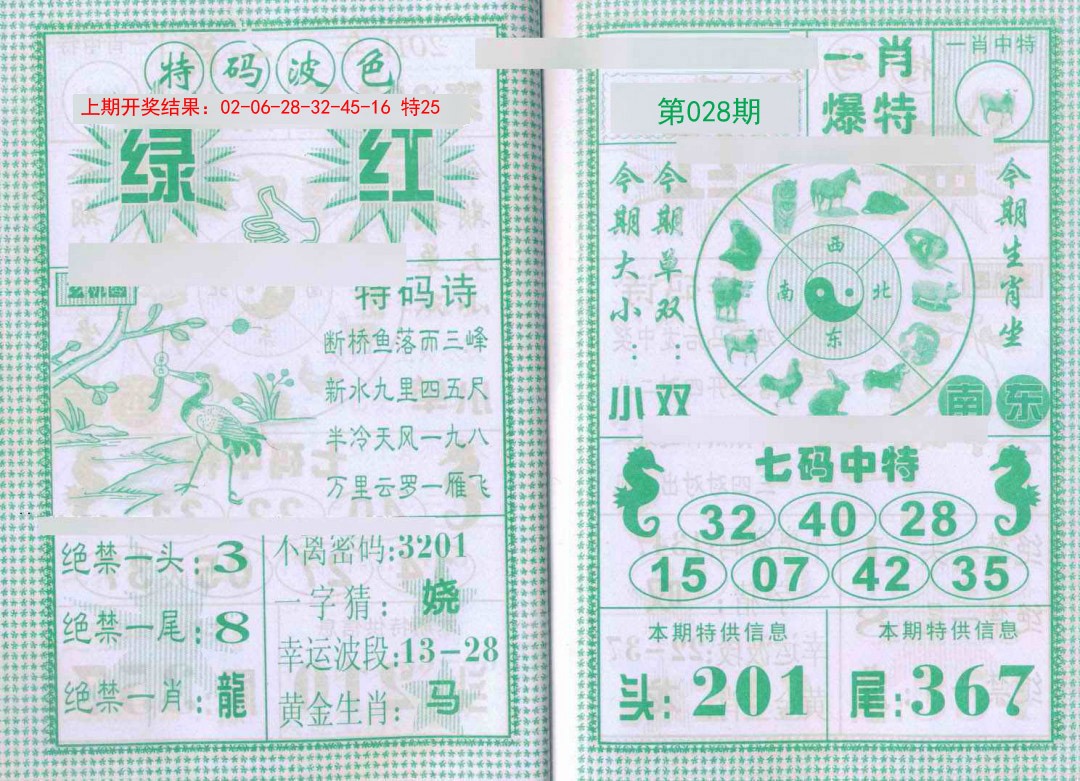 特码波色
上期开奖结果：02-06-28-32-45-16 特25
绿 红
玄机图
特码诗
断桥鱼落而三峰
新水九里四五尺
半冷天风一九八
万里云罗一雁飞
绝禁一头：3
绝禁一尾：8
绝禁一肖：龍
不离密码:3201
一字猜：娆
幸运波段:13-28
黄金生肖：马
第028期
一肖
爆特
一肖中特
今期大小：小
今期单双：双
西
南 北
东
今期生肖坐
南东
七码中特
32 40 28
15 07 42 35
本期特供信息
头:201
本期特供信息
尾:367